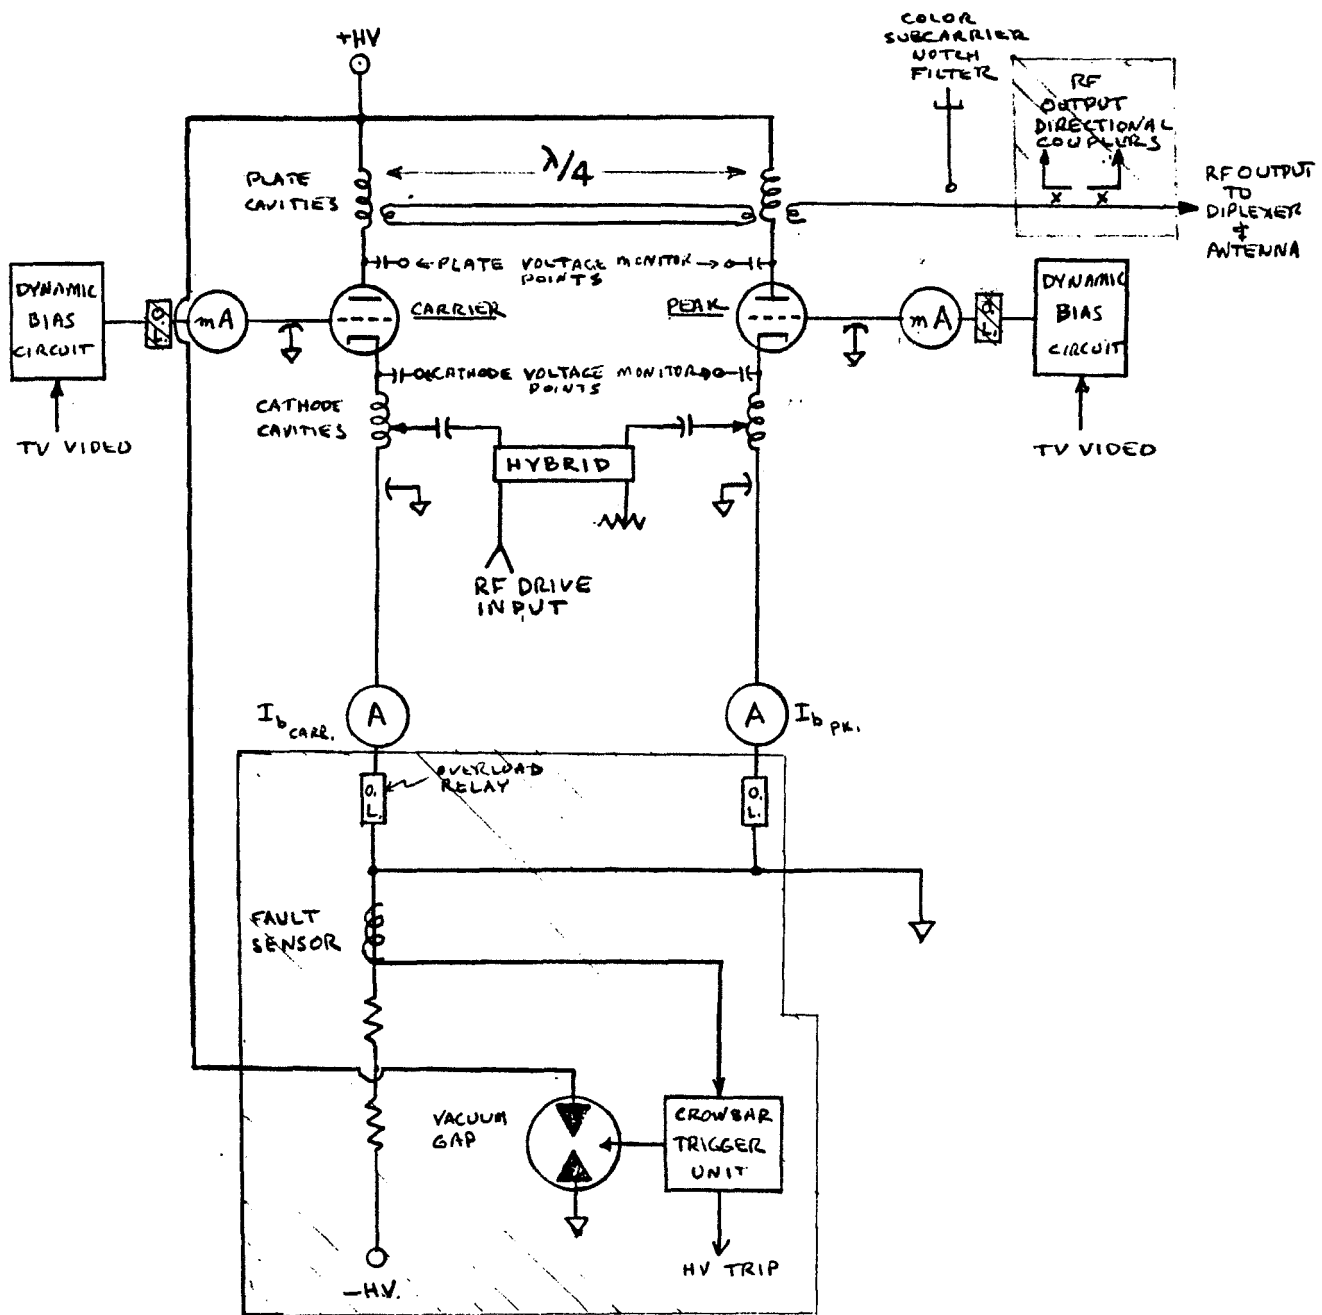 +HV
COLOR
SUBCARRIER
NOTCH
FILTER
RF
OUTPUT
DIRECTIONAL
COUPLERS
λ/4
PLATE
CAVITIES
RF OUTPUT
TO
DIPLEXER
+
ANTENNA
PLATE VOLTAGE MONITOR
POINTS
DYNAMIC
BIAS
CIRCUIT
O.L.
mA
CARRIER
PEAK
mA
O.L.
DYNAMIC
BIAS
CIRCUIT
CATHODE VOLTAGE MONITOR
POINTS
CATHODE
CAVITIES
TV VIDEO
HYBRID
TV VIDEO
RF DRIVE
INPUT
Ib CARR.
A
A
Ib PK.
OVERLOAD
RELAY
O.
L.
O.
L.
FAULT
SENSOR
VACUUM
GAP
CROWBAR
TRIGGER
UNIT
HV TRIP
-HV.